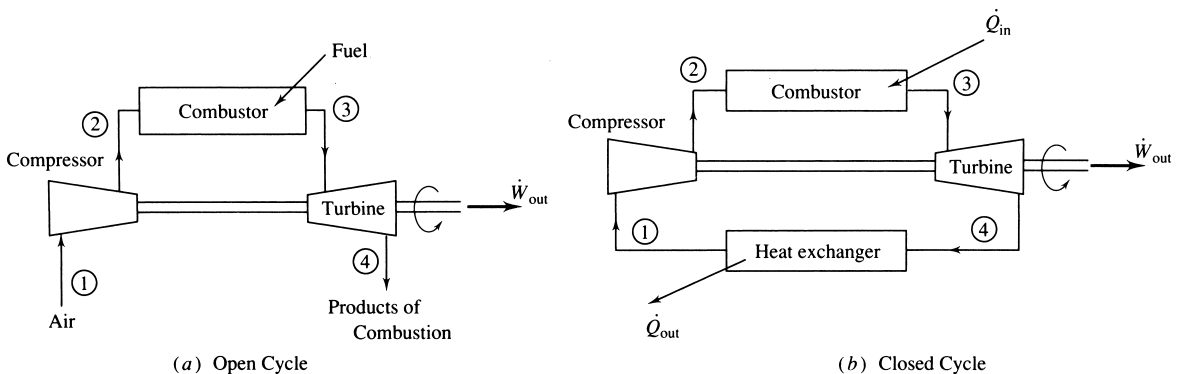 Fuel
Combustor
②
③
Compressor
Turbine
Ẇout
①
④
Air
Products of
Combustion
(a) Open Cycle
Q̇in
②
Combustor
③
Compressor
Turbine
Ẇout
①
④
Heat exchanger
Q̇out
(b) Closed Cycle